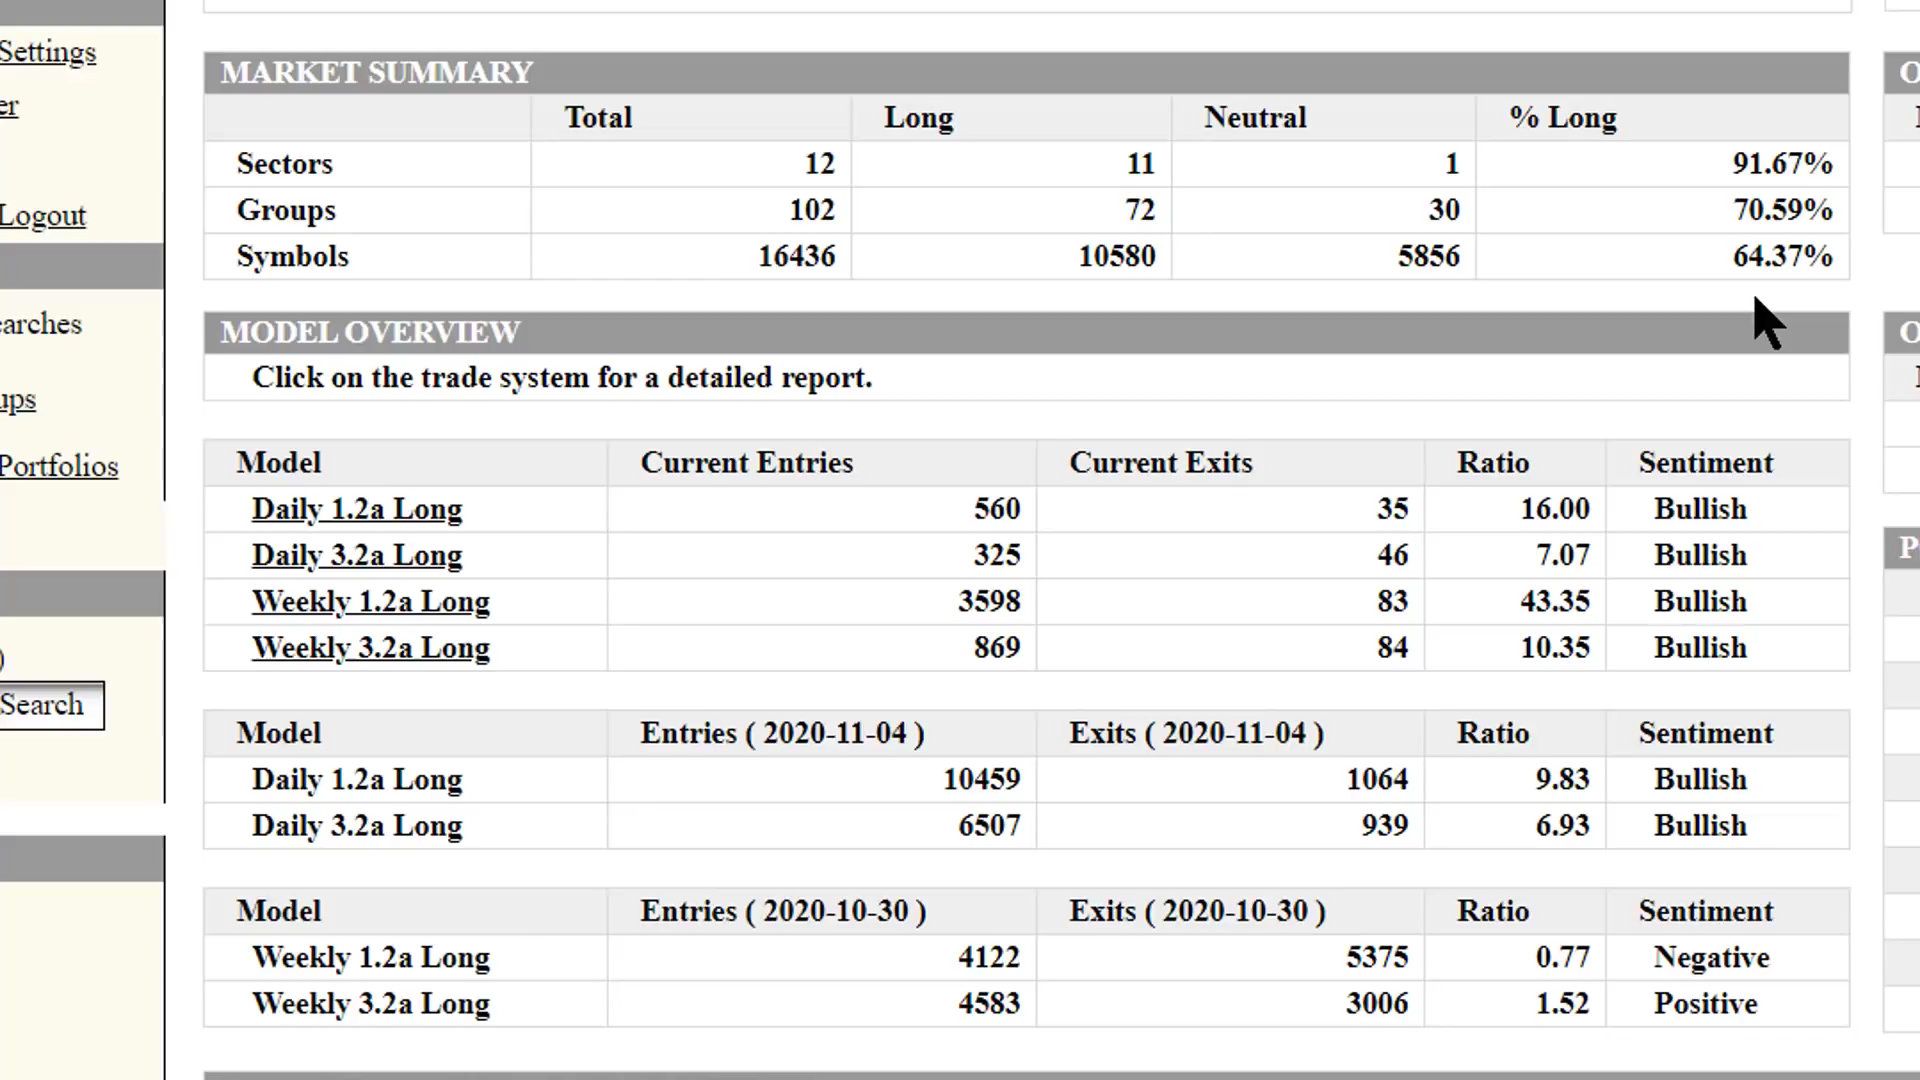 Settings
er
Logout
earches
ups
Portfolios
)
Search
MARKET SUMMARY
Total Long Neutral % Long
Sectors 12 11 1 91.67%
Groups 102 72 30 70.59%
Symbols 16436 10580 5856 64.37%
MODEL OVERVIEW
Click on the trade system for a detailed report.
Model Current Entries Current Exits Ratio Sentiment
Daily 1.2a Long 560 35 16.00 Bullish
Daily 3.2a Long 325 46 7.07 Bullish
Weekly 1.2a Long 3598 83 43.35 Bullish
Weekly 3.2a Long 869 84 10.35 Bullish
Model Entries ( 2020-11-04 ) Exits ( 2020-11-04 ) Ratio Sentiment
Daily 1.2a Long 10459 1064 9.83 Bullish
Daily 3.2a Long 6507 939 6.93 Bullish
Model Entries ( 2020-10-30 ) Exits ( 2020-10-30 ) Ratio Sentiment
Weekly 1.2a Long 4122 5375 0.77 Negative
Weekly 3.2a Long 4583 3006 1.52 Positive